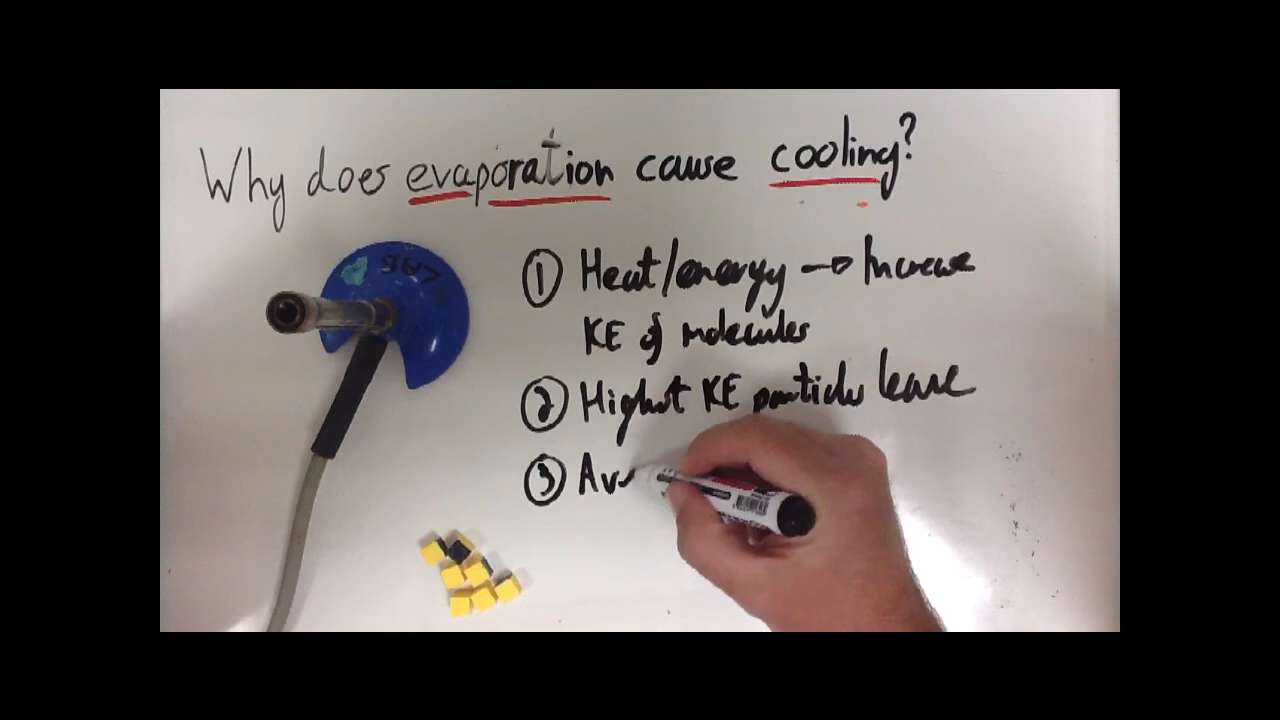 Why does evaporation cause cooling?
LAB
① Heat/energy → Increase
KE of molecules
② Highest KE particles leave
③ Av